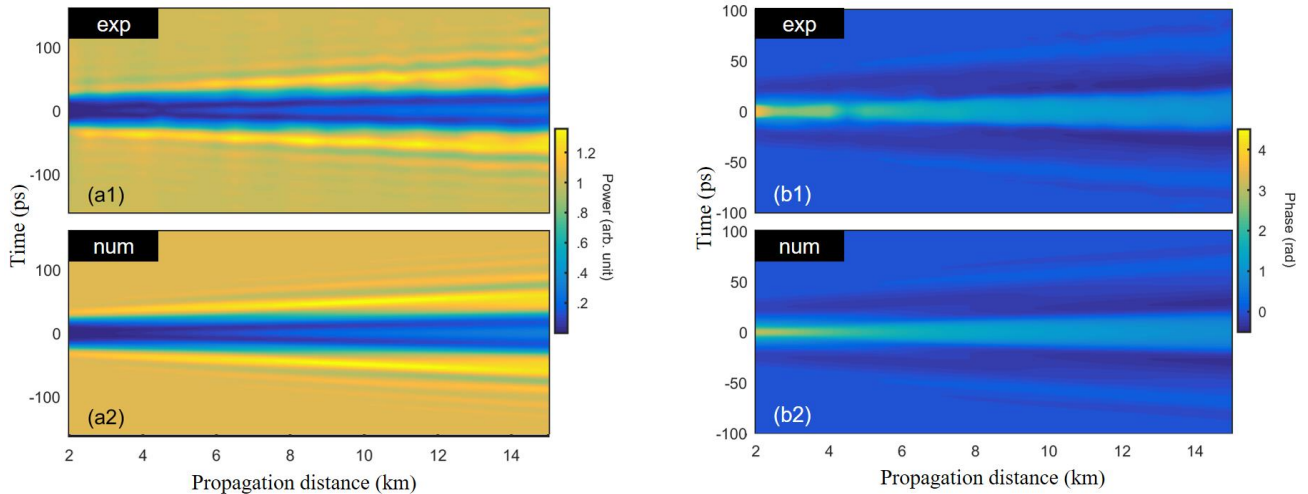 exp
100
0
-100
(a1)
num
100
0
-100
(a2)
2 4 6 8 10 12 14
Propagation distance (km)
Time (ps)
1.2
1
.8
.6
.4
.2
Power (arb. unit)
exp
100
50
0
-50
-100
(b1)
num
100
50
0
-50
-100
(b2)
2 4 6 8 10 12 14
Propagation distance (km)
Time (ps)
4
3
2
1
0
Phase (rad)